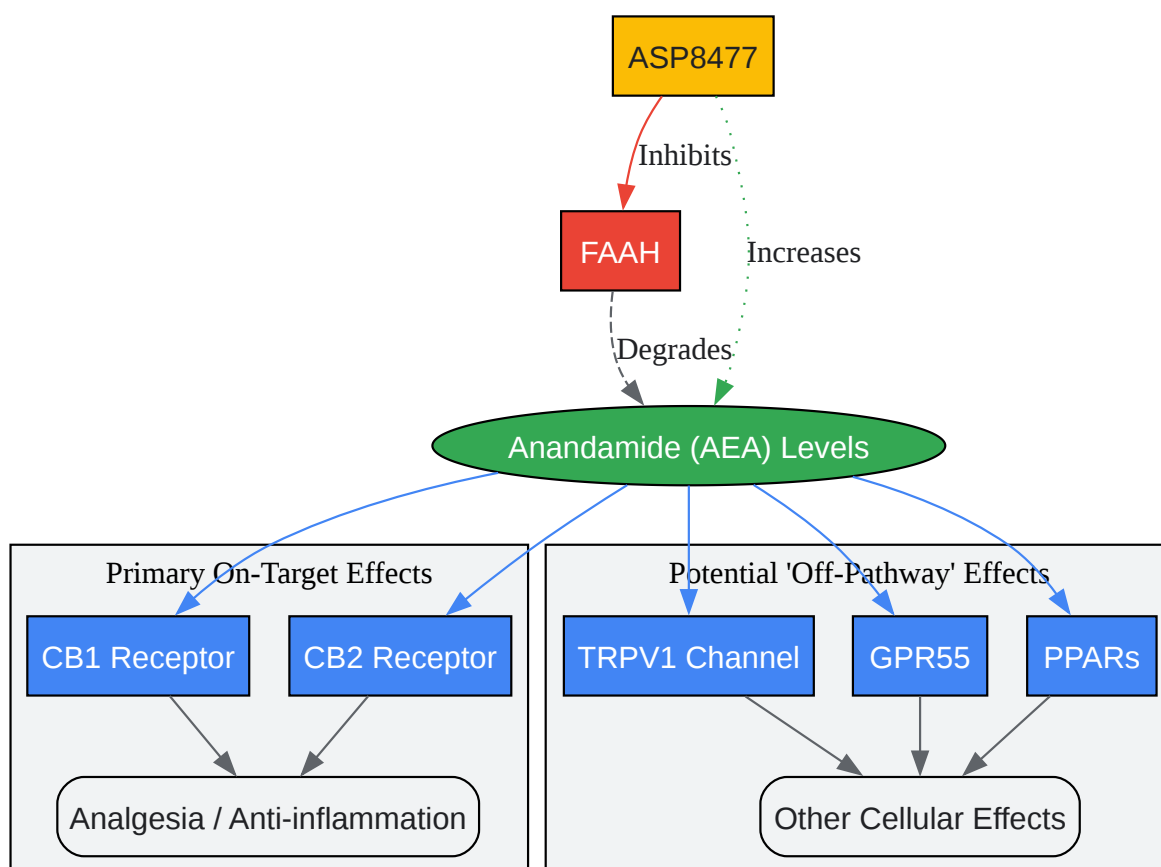 ASP8477
Inhibits
FAAH
Increases
Degrades
Anandamide (AEA) Levels
Primary On-Target Effects
Potential 'Off-Pathway' Effects
CB1 Receptor
CB2 Receptor
TRPV1 Channel
GPR55
PPARs
Analgesia / Anti-inflammation
Other Cellular Effects